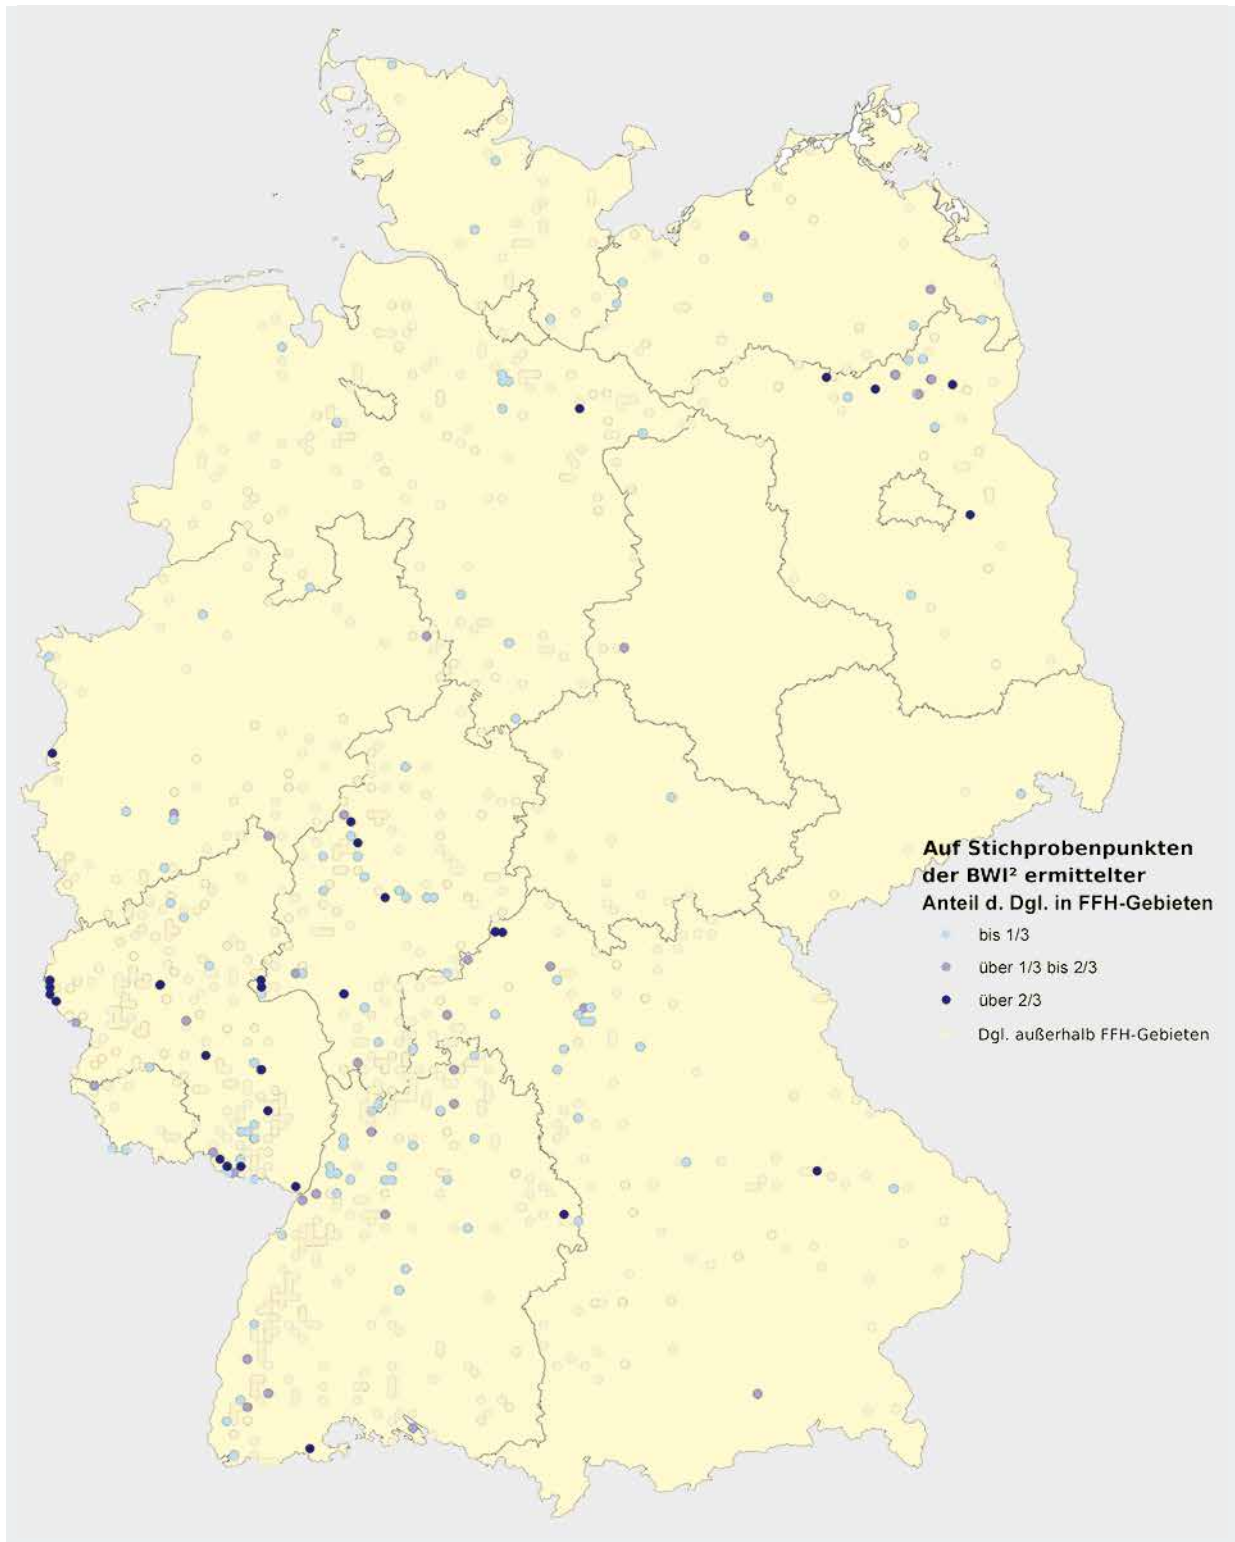 Auf Stichprobenpunkten
der BWI² ermittelter
Anteil d. Dgl. in FFH-Gebieten
bis 1/3
über 1/3 bis 2/3
über 2/3
Dgl. außerhalb FFH-Gebieten